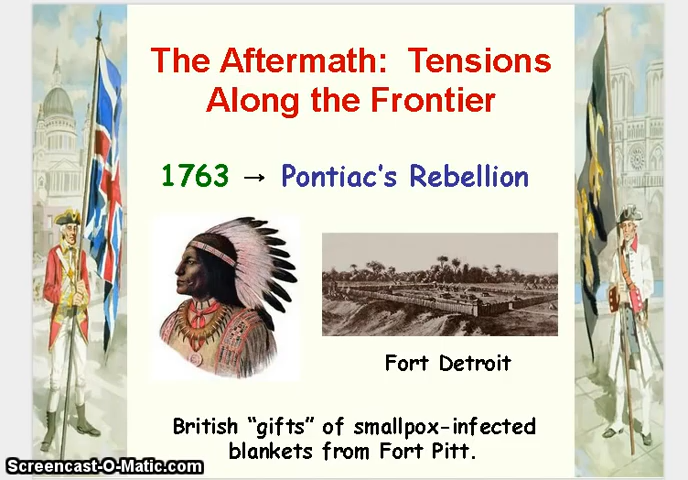 The Aftermath: Tensions
Along the Frontier
1763 → Pontiac's Rebellion
Fort Detroit
British “gifts” of smallpox-infected
blankets from Fort Pitt.
Screencast-O-Matic.com